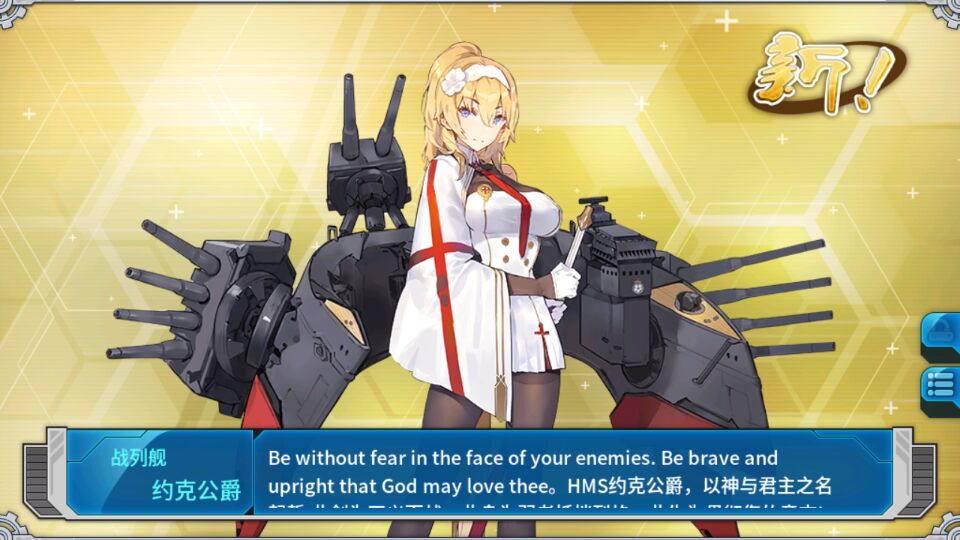 新!
战列舰
约克公爵
Be without fear in the face of your enemies. Be brave and
upright that God may love thee。HMS约克公爵，以神与君主之名